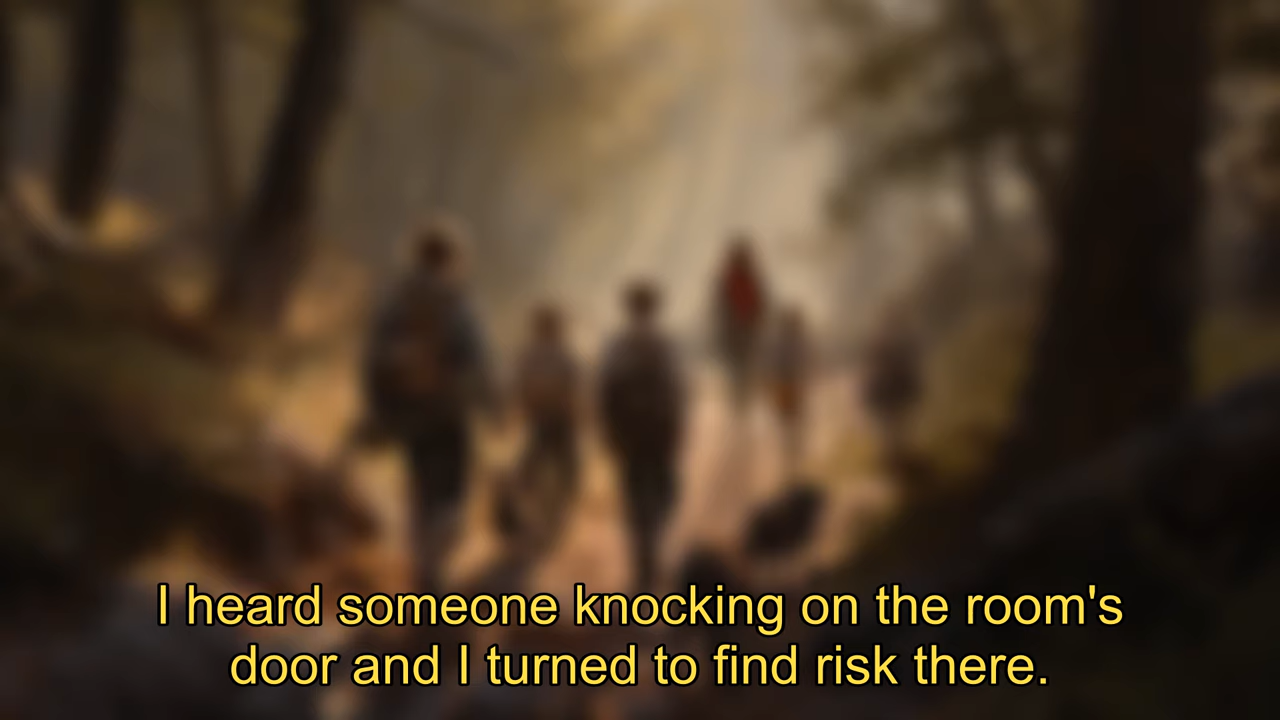 I heard someone knocking on the room's
door and I turned to find risk there.